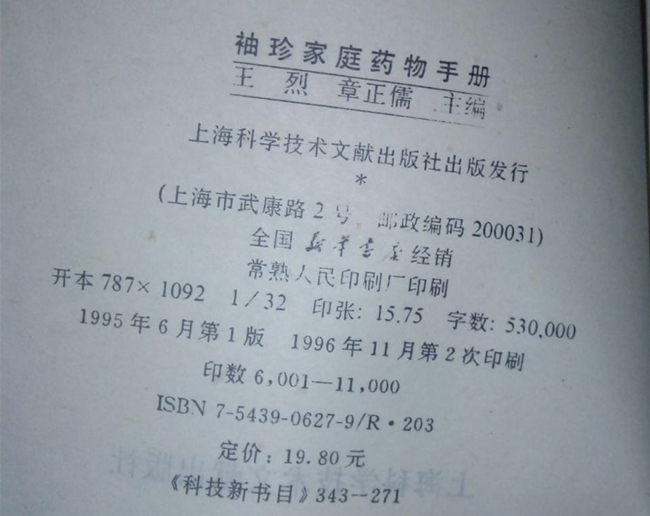 袖珍家庭药物手册
王 烈 章正儒 主编
上海科学技术文献出版社出版发行
*
(上海市武康路2号 邮政编码200031)
全国新华书店经销
常熟人民印刷厂印刷
开本 787×1092 1/32 印张: 15.75 字数: 530,000
1995年6月第1版 1996年11月第2次印刷
印数 6,001—11,000
ISBN 7-5439-0627-9/R·203
定价: 19.80元
《科技新书目》343—271